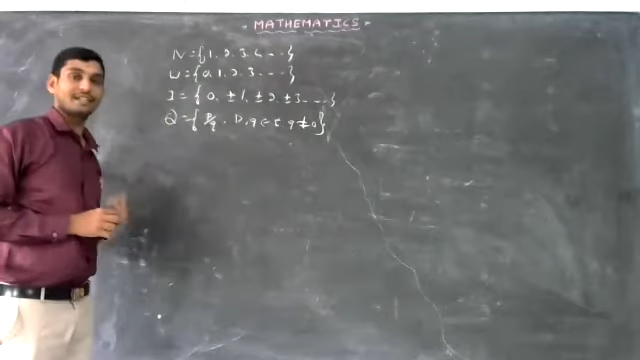 MATHEMATICS
N={1, 2, 3, 4 ---}
W={0, 1, 2, 3 ---}
I={0, ±1, ±2, ±3 ---}
Q={p/q, p,q ∈ I, q≠0}